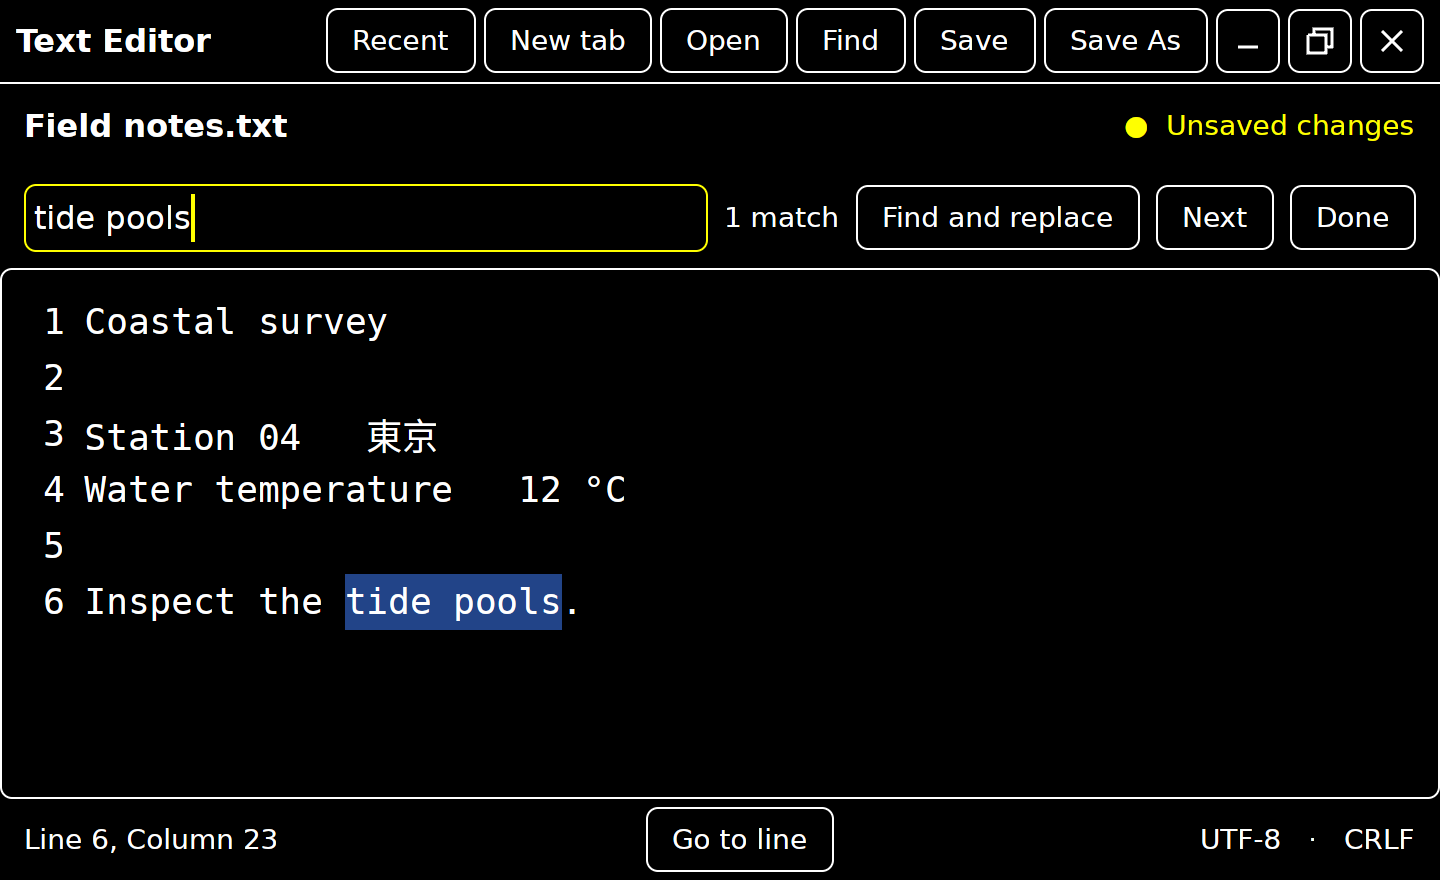 Text Editor Recent New tab Open Find Save Save As
Field notes.txt ● Unsaved changes
tide pools 1 match Find and replace Next Done
1 Coastal survey
2
3 Station 04   東京
4 Water temperature   12 °C
5
6 Inspect the tide pools.
Line 6, Column 23 Go to line UTF-8 · CRLF